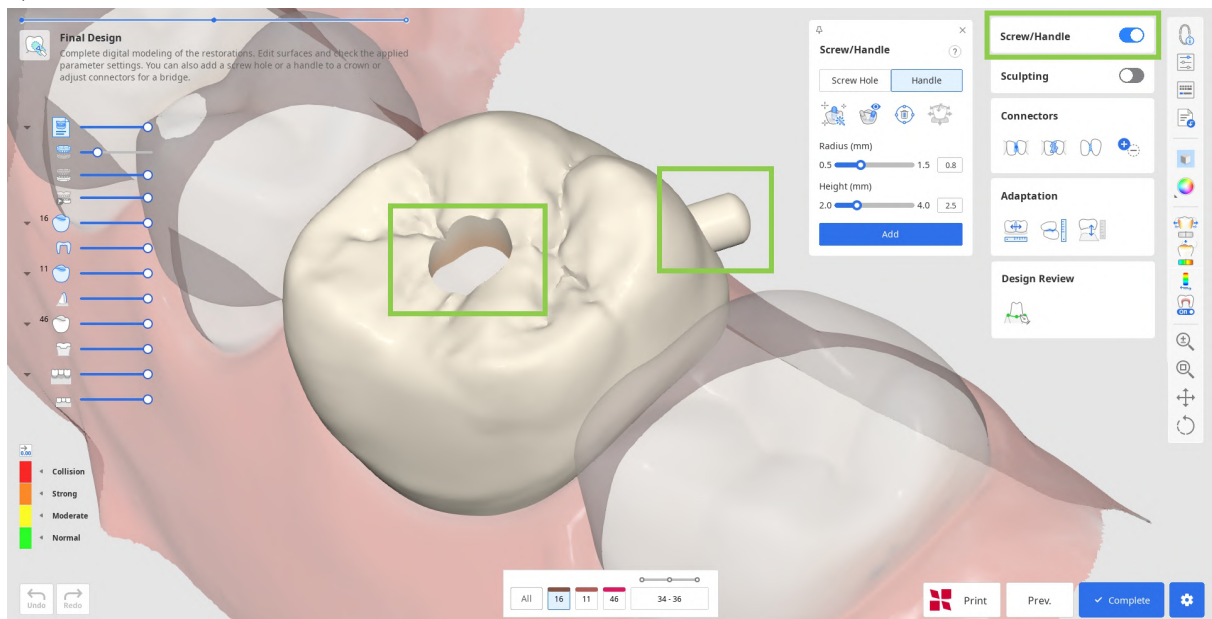 Final Design
Complete digital modeling of the restorations. Edit surfaces and check the applied
parameter settings. You can also add a screw hole or a handle to a crown or
adjust connectors for a bridge.
16
11
46
0.00
Collision
Strong
Moderate
Normal
Undo
Redo
Screw/Handle
?
Screw Hole
Handle
Radius (mm)
0.5
1.5
0.8
Height (mm)
2.0
4.0
2.5
Add
Screw/Handle
Sculpting
Connectors
Adaptation
Design Review
ON
All
16
11
46
34 - 36
Print
Prev.
Complete